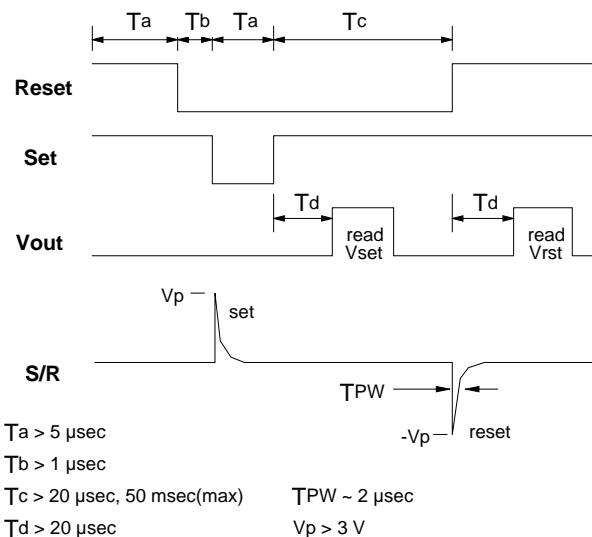 Ta Tb Ta Tc
Reset
Set
Td Td
Vout
read Vset
read Vrst
Vp
set
S/R
TPW
-Vp
reset
Ta > 5 µsec
Tb > 1 µsec
Tc > 20 µsec, 50 msec(max) TPW ~ 2 µsec
Td > 20 µsec Vp > 3 V